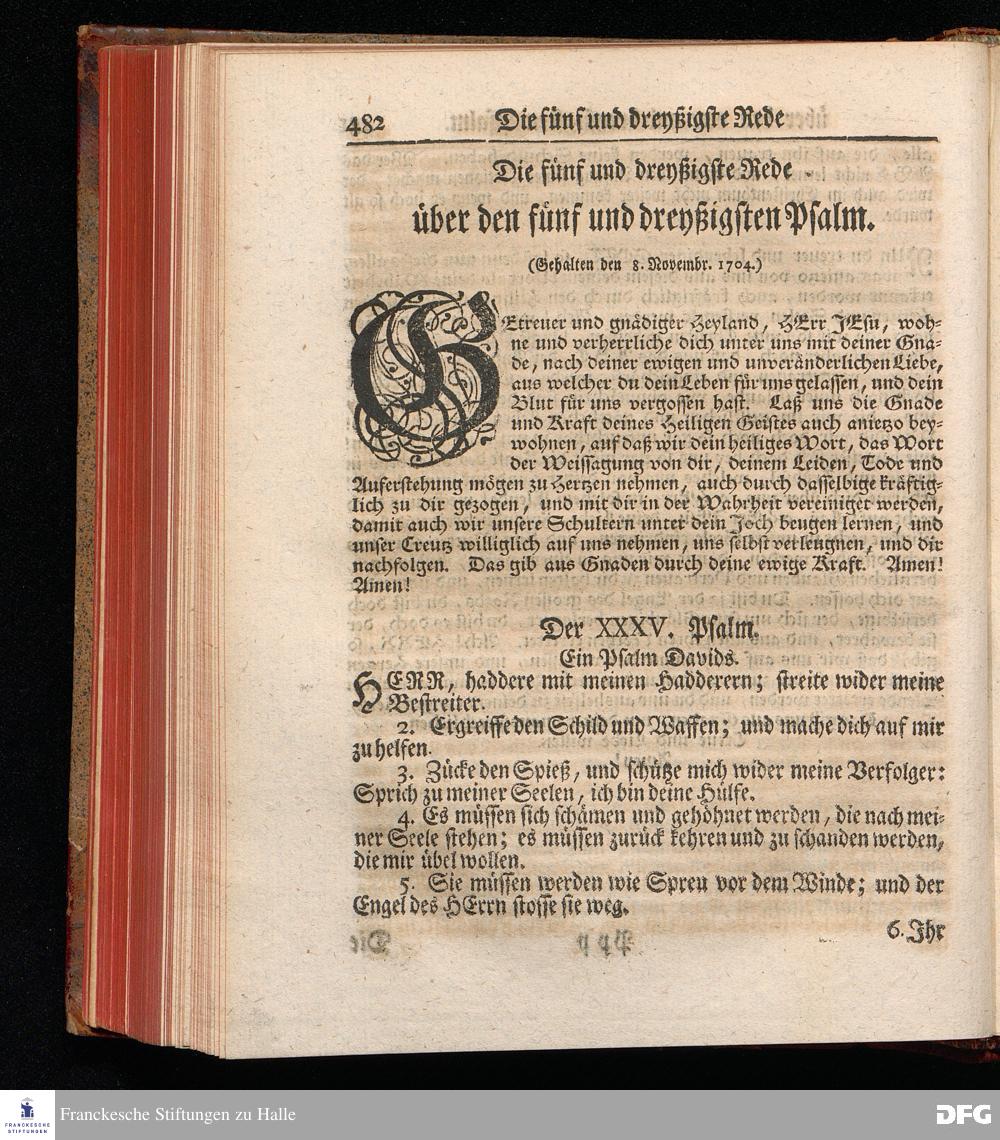 482 Die fünf und dreyßigste Rede
Die fünf und dreyßigste Rede
über den fünf und dreyßigsten Psalm.
(Gehalten den 8. Novembr. 1704.)
GEtreuer und gnädiger Heyland, HErr JEsu, woh-
ne und verherrliche dich unter uns mit deiner Gna-
de, nach deiner ewigen und unveränderlichen Liebe,
aus welcher du dein Leben für uns gelassen, und dein
Blut für uns vergossen hast. Laß uns die Gnade
und Kraft deines Heiligen Geistes auch anietzo bey-
wohnen, auf daß wir dein heiliges Wort, das Wort
der Weissagung von dir, deinem Leiden, Tode und
Auferstehung mögen zu Hertzen nehmen, auch durch dasselbige kräftig-
lich zu dir gezogen, und mit dir in der Wahrheit vereiniget werden,
damit auch wir unsere Schultern unter dein Joch beugen lernen, und
unser Creutz williglich auf uns nehmen, uns selbst verleugnen, und dir
nachfolgen. Das gib aus Gnaden durch deine ewige Kraft. Amen!
Amen!
Der XXXV. Psalm.
Ein Psalm Davids.
HERR, haddere mit meinen Hadderern; streite wider meine
Bestreiter.
2. Ergreiffe den Schild und Waffen; und mache dich auf mir
zu helfen.
3. Zücke den Spieß, und schütze mich wider meine Verfolger:
Sprich zu meiner Seelen, ich bin deine Hülfe.
4. Es müssen sich schämen und gehöhnet werden, die nach mei-
ner Seele stehen; es müssen zurück kehren und zu schanden werden,
die mir übel wollen.
5. Sie müssen werden wie Spreu vor dem Winde; und der
Engel des HErrn stosse sie weg.
6. Ihr
FRANCKESCHE
STIFTUNGEN
Franckesche Stiftungen zu Halle
DFG